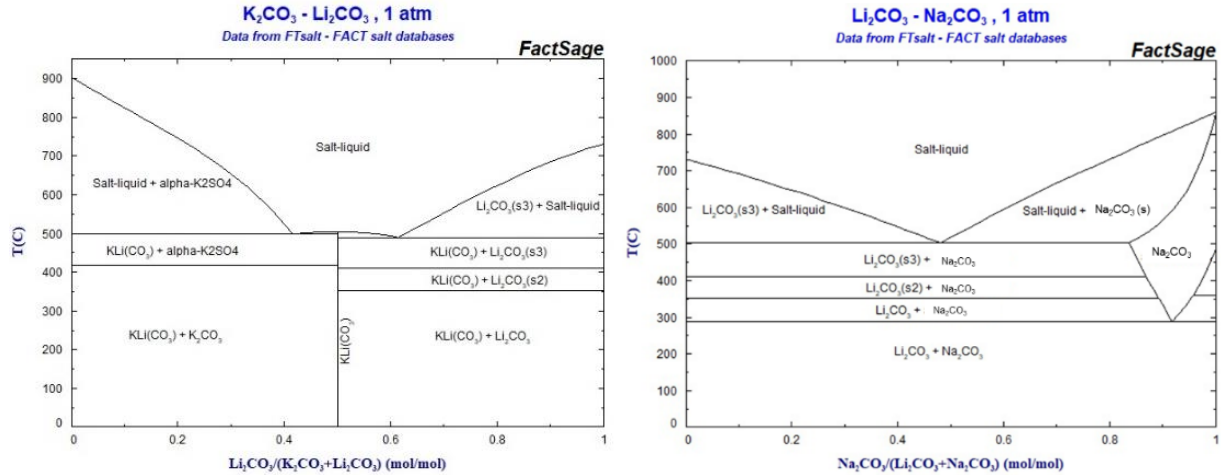 K₂CO₃ - Li₂CO₃ , 1 atm
Data from FTsalt - FACT salt databases
FactSage
T(C)
900
800
700
600
500
400
300
200
100
0
Salt-liquid
Salt-liquid + alpha-K2SO4
Li₂CO₃(s3) + Salt-liquid
KLi(CO₃) + alpha-K2SO4
KLi(CO₃) + Li₂CO₃(s3)
KLi(CO₃) + Li₂CO₃(s2)
KLi(CO₃) + K₂CO₃
KLi(CO₃)
KLi(CO₃) + Li₂CO₃
0 0.2 0.4 0.6 0.8 1
Li₂CO₃/(K₂CO₃+Li₂CO₃) (mol/mol)
Li₂CO₃ - Na₂CO₃ , 1 atm
Data from FTsalt - FACT salt databases
FactSage
T(C)
1000
900
800
700
600
500
400
300
200
100
0
Salt-liquid
Li₂CO₃(s3) + Salt-liquid
Salt-liquid + Na₂CO₃(s)
Na₂CO₃
Li₂CO₃(s3) + Na₂CO₃
Li₂CO₃(s2) + Na₂CO₃
Li₂CO₃ + Na₂CO₃
Li₂CO₃ + Na₂CO₃
0 0.2 0.4 0.6 0.8 1
Na₂CO₃/(Li₂CO₃+Na₂CO₃) (mol/mol)